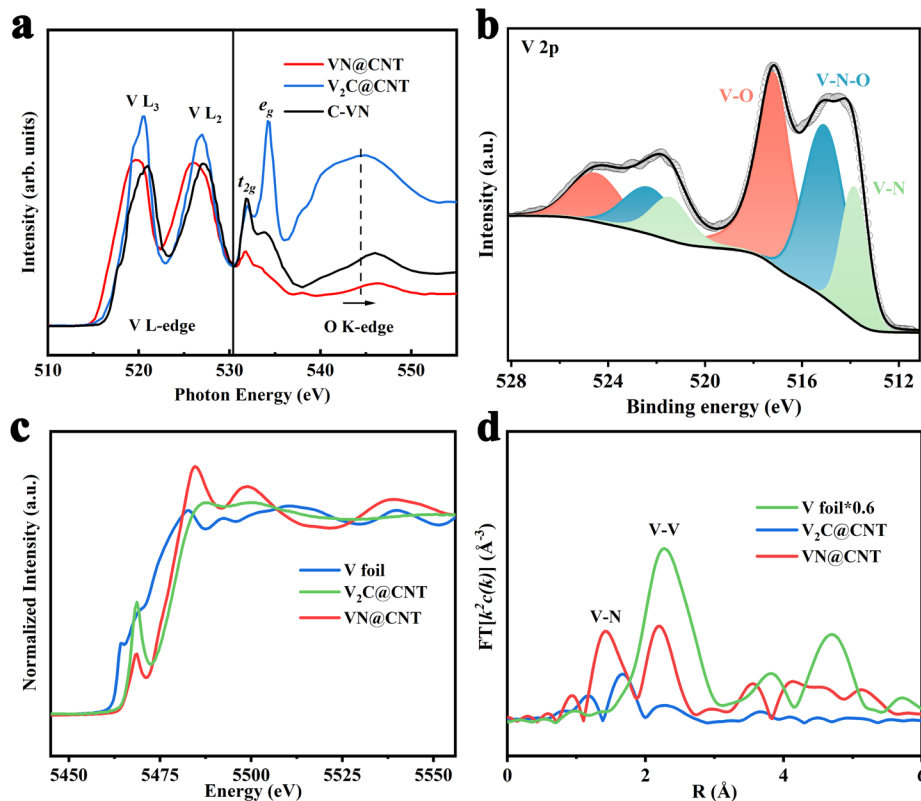 a
VN@CNT
V₂C@CNT
C-VN
V L₃
V L₂
e_g
t_2g
V L-edge
O K-edge
Intensity (arb. units)
510 520 530 540 550
Photon Energy (eV)
b
V 2p
V-O
V-N-O
V-N
Intensity (a.u.)
528 524 520 516 512
Binding energy (eV)
c
Normalized Intensity (a.u.)
V foil
V₂C@CNT
VN@CNT
5450 5475 5500 5525 5550
Energy (eV)
d
V foil*0.6
V₂C@CNT
VN@CNT
V-V
V-N
FT[k²c(k)] (Å⁻³)
0 2 4 6
R (Å)